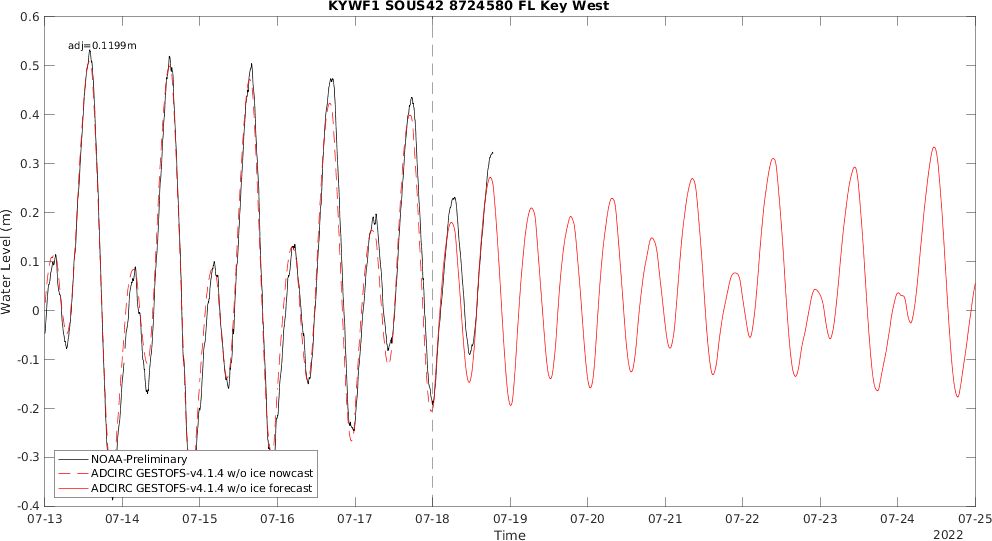 KYWF1 SOUS42 8724580 FL Key West
adj=0.1199m
0.6
0.5
0.4
0.3
0.2
0.1
0
-0.1
-0.2
-0.3
-0.4
Water Level (m)
NOAA-Preliminary
ADCIRC GESTOFS-v4.1.4 w/o ice nowcast
ADCIRC GESTOFS-v4.1.4 w/o ice forecast
07-13 07-14 07-15 07-16 07-17 07-18 07-19 07-20 07-21 07-22 07-23 07-24 07-25
Time
2022